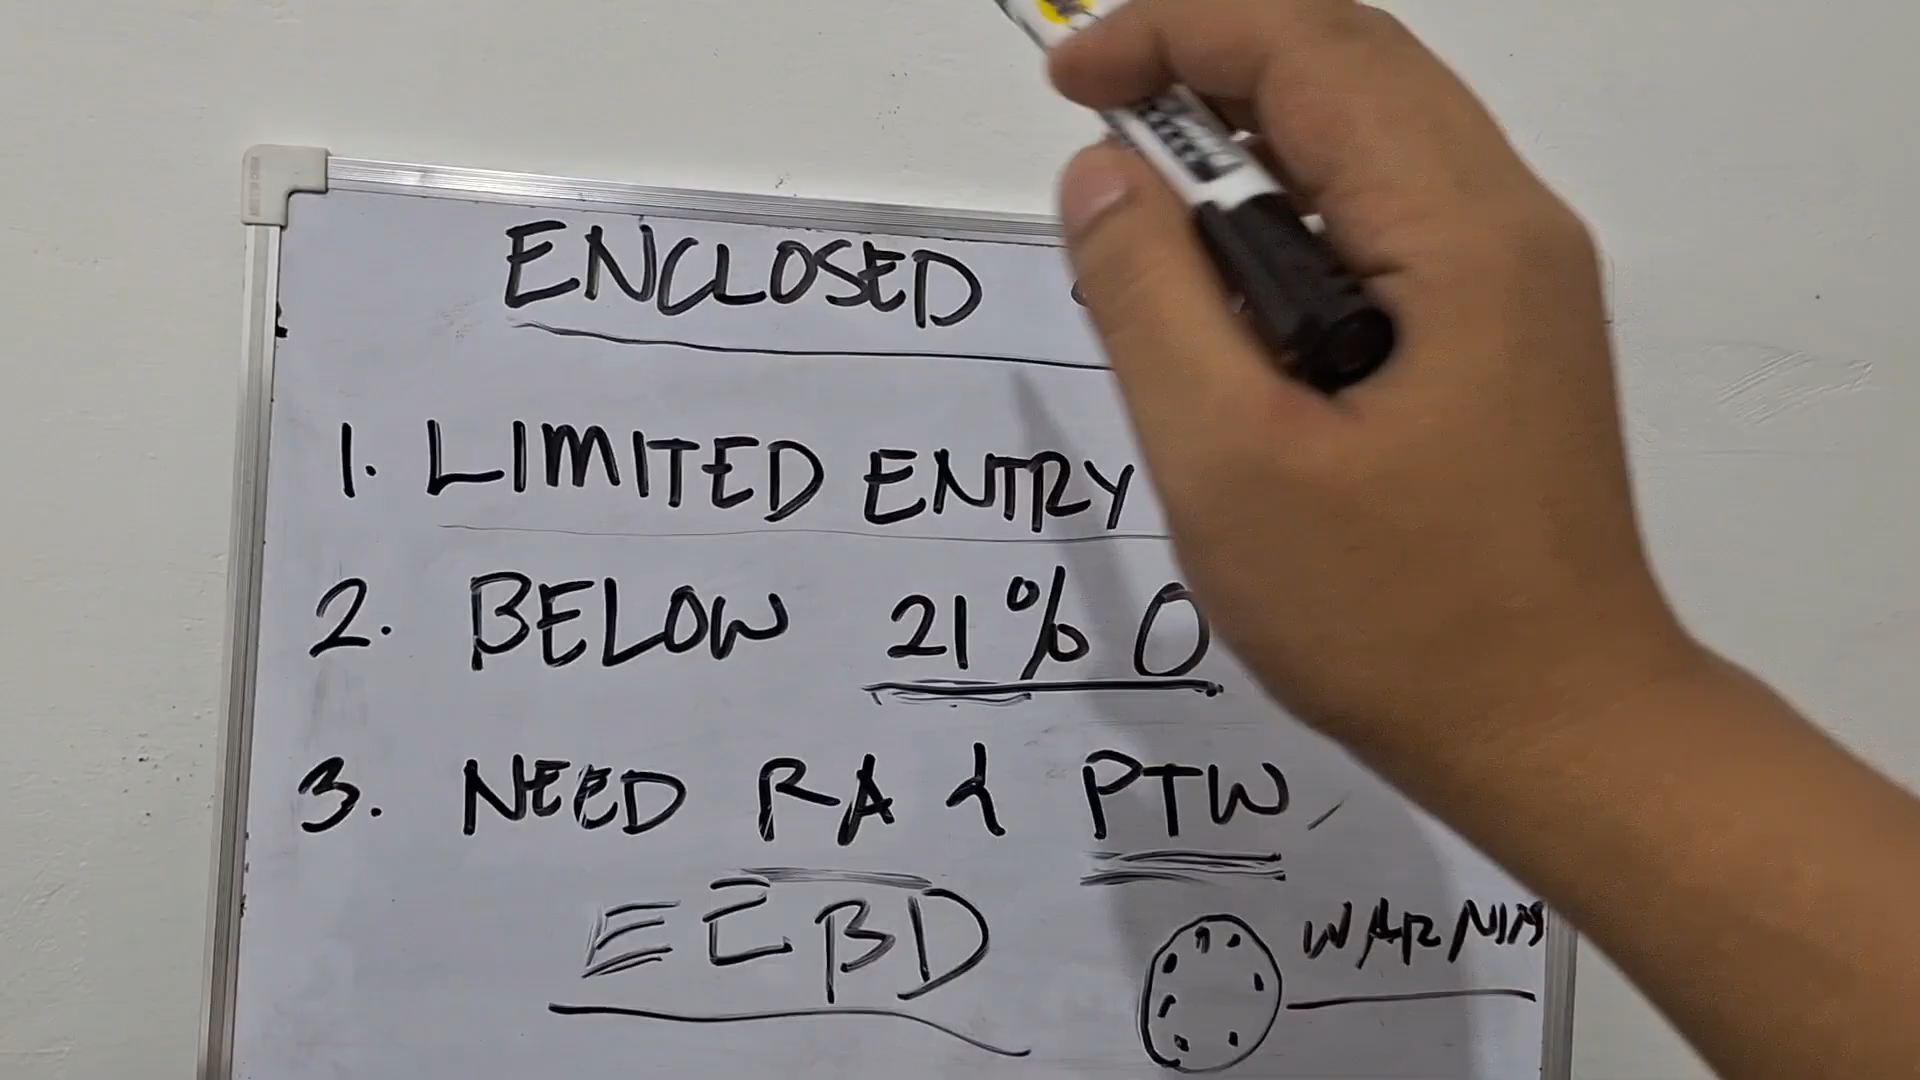 ENCLOSED
1. LIMITED ENTRY
2. BELOW 21% O
3. NEED RA & PTW
EEBD
WARNING